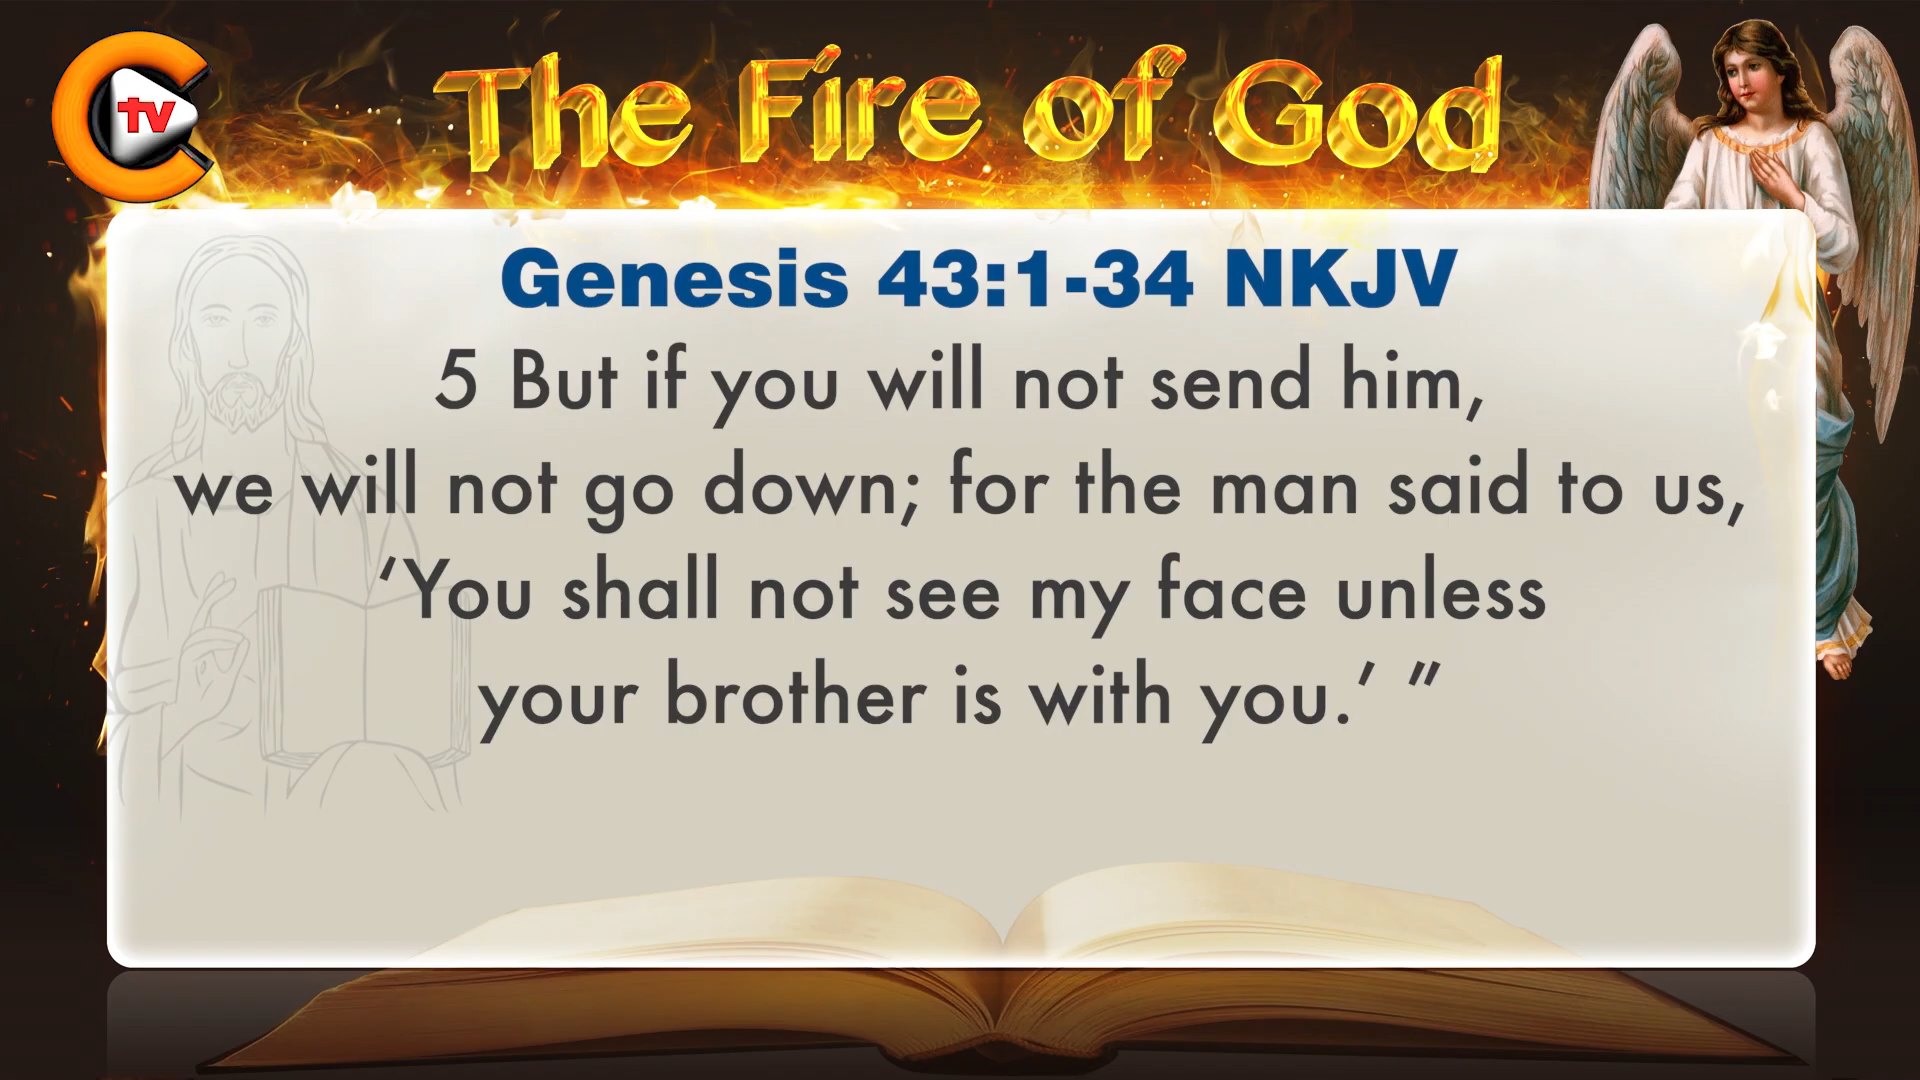 tv
The Fire of God
Genesis 43:1-34 NKJV
5 But if you will not send him,
we will not go down; for the man said to us,
‘You shall not see my face unless
your brother is with you.’ ”